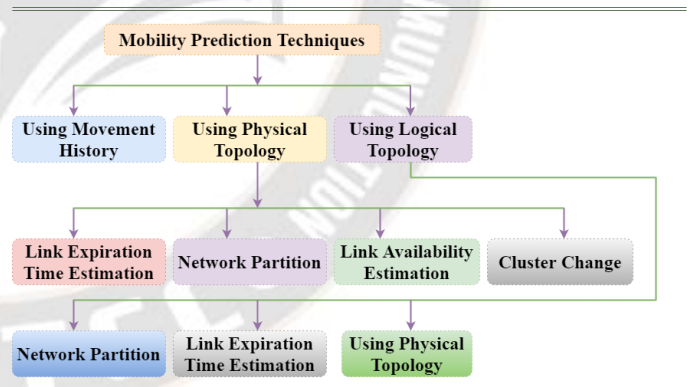 Mobility Prediction Techniques
Using Movement
History
Using Physical
Topology
Using Logical
Topology
Link Expiration
Time Estimation
Network Partition
Link Availability
Estimation
Cluster Change
Network Partition
Link Expiration
Time Estimation
Using Physical
Topology